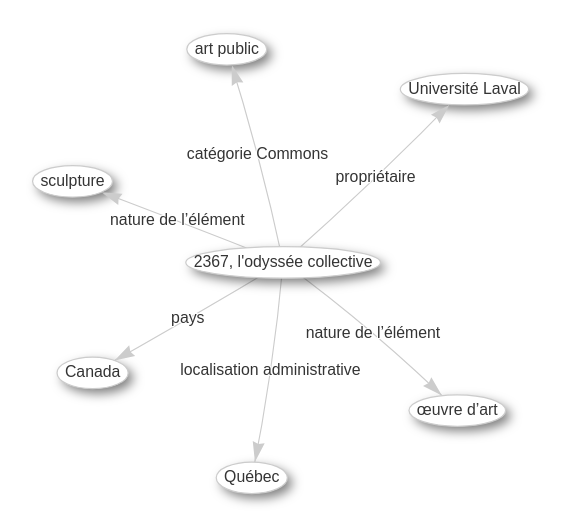 art public
Université Laval
catégorie Commons
propriétaire
sculpture
nature de l’élément
2367, l'odyssée collective
pays
nature de l’élément
Canada
localisation administrative
œuvre d’art
Québec